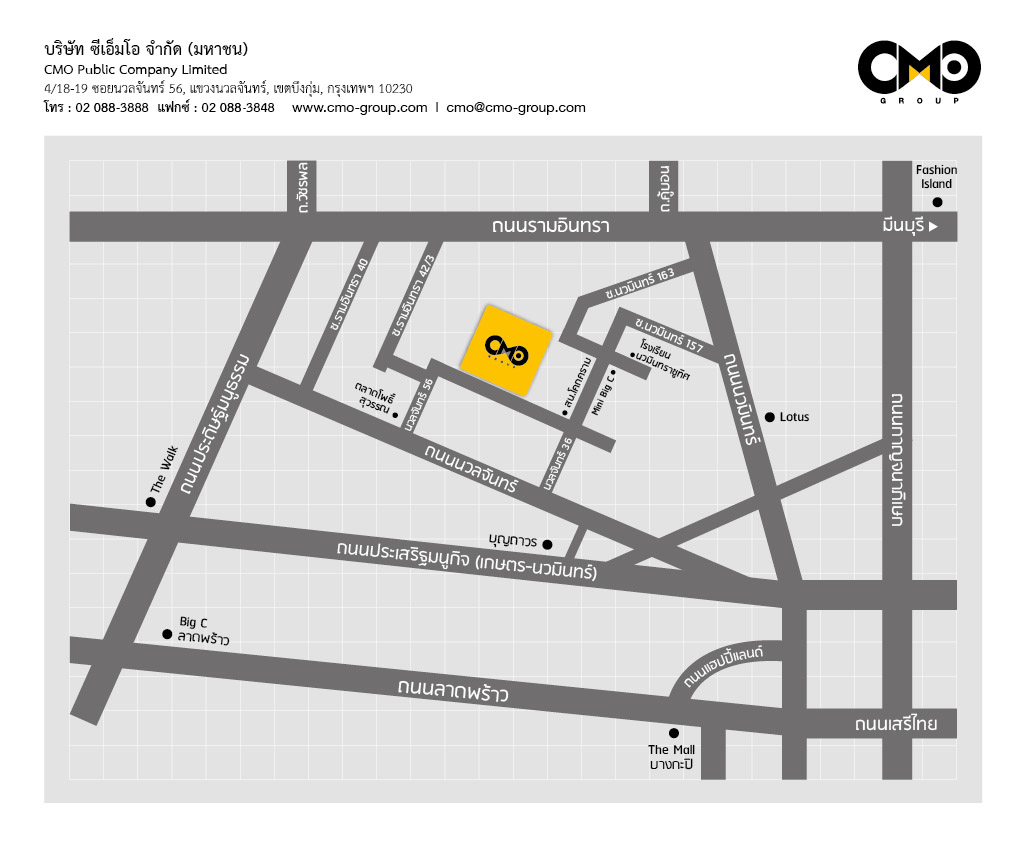 บริษัท ซีเอ็มโอ จำกัด (มหาชน)
CMO Public Company Limited
4/18-19 ซอยนวลจันทร์ 56, แขวงนวลจันทร์, เขตบึงกุ่ม, กรุงเทพฯ 10230
โทร : 02 088-3888 แฟกซ์ : 02 088-3848 www.cmo-group.com | cmo@cmo-group.com
CMO
GROUP
ถ.วัชรพล
ถ.คู้บอน
Fashion
Island
ถนนรามอินทรา
มีนบุรี
ซ.รามอินทรา 40
ซ.รามอินทรา 42/3
ซ.นวมินทร์ 163
ซ.นวมินทร์ 157
CMO
GROUP
โรงเรียน
นวมินทราชูทิศ
สน.โคกคราม
Mini Big C
ตลาดโพธิ์
สุวรรณ
นวลจันทร์ 56
นวลจันทร์ 36
ถนนประดิษฐ์มนูธรรม
ถนนนวมินทร์
Lotus
ถนนกาญจนาภิเษก
The Walk
ถนนนวลจันทร์
บุญถาวร
ถนนประเสริฐมนูกิจ (เกษตร-นวมินทร์)
Big C
ลาดพร้าว
ถนนแฮปปี้แลนด์
ถนนลาดพร้าว
ถนนเสรีไทย
The Mall
บางกะปิ